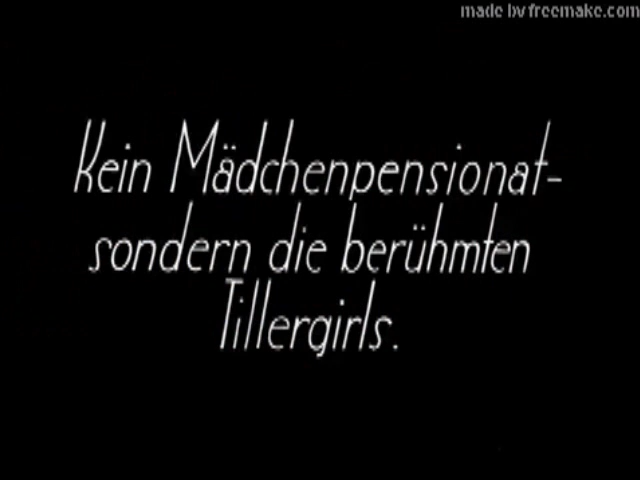 made by freemake.com
Kein Mädchenpensionat-
sondern die berühmten
Tillergirls.